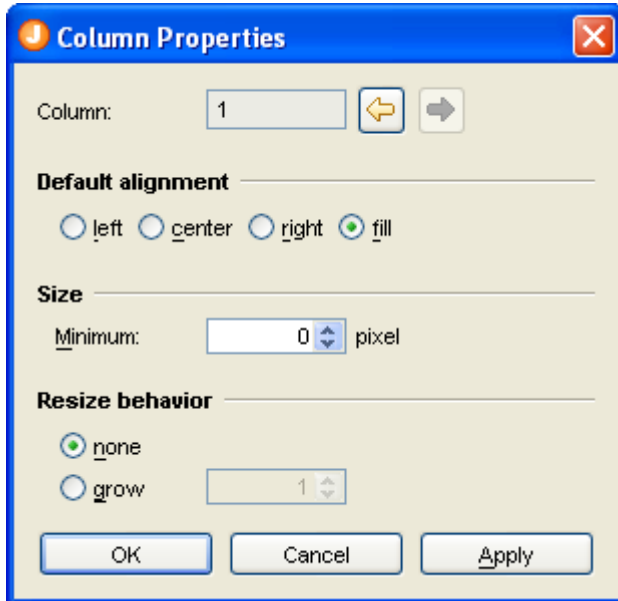 Column Properties
Column: 1
Default alignment
left center right fill
Size
Minimum: 0 pixel
Resize behavior
none
grow 1
OK Cancel Apply